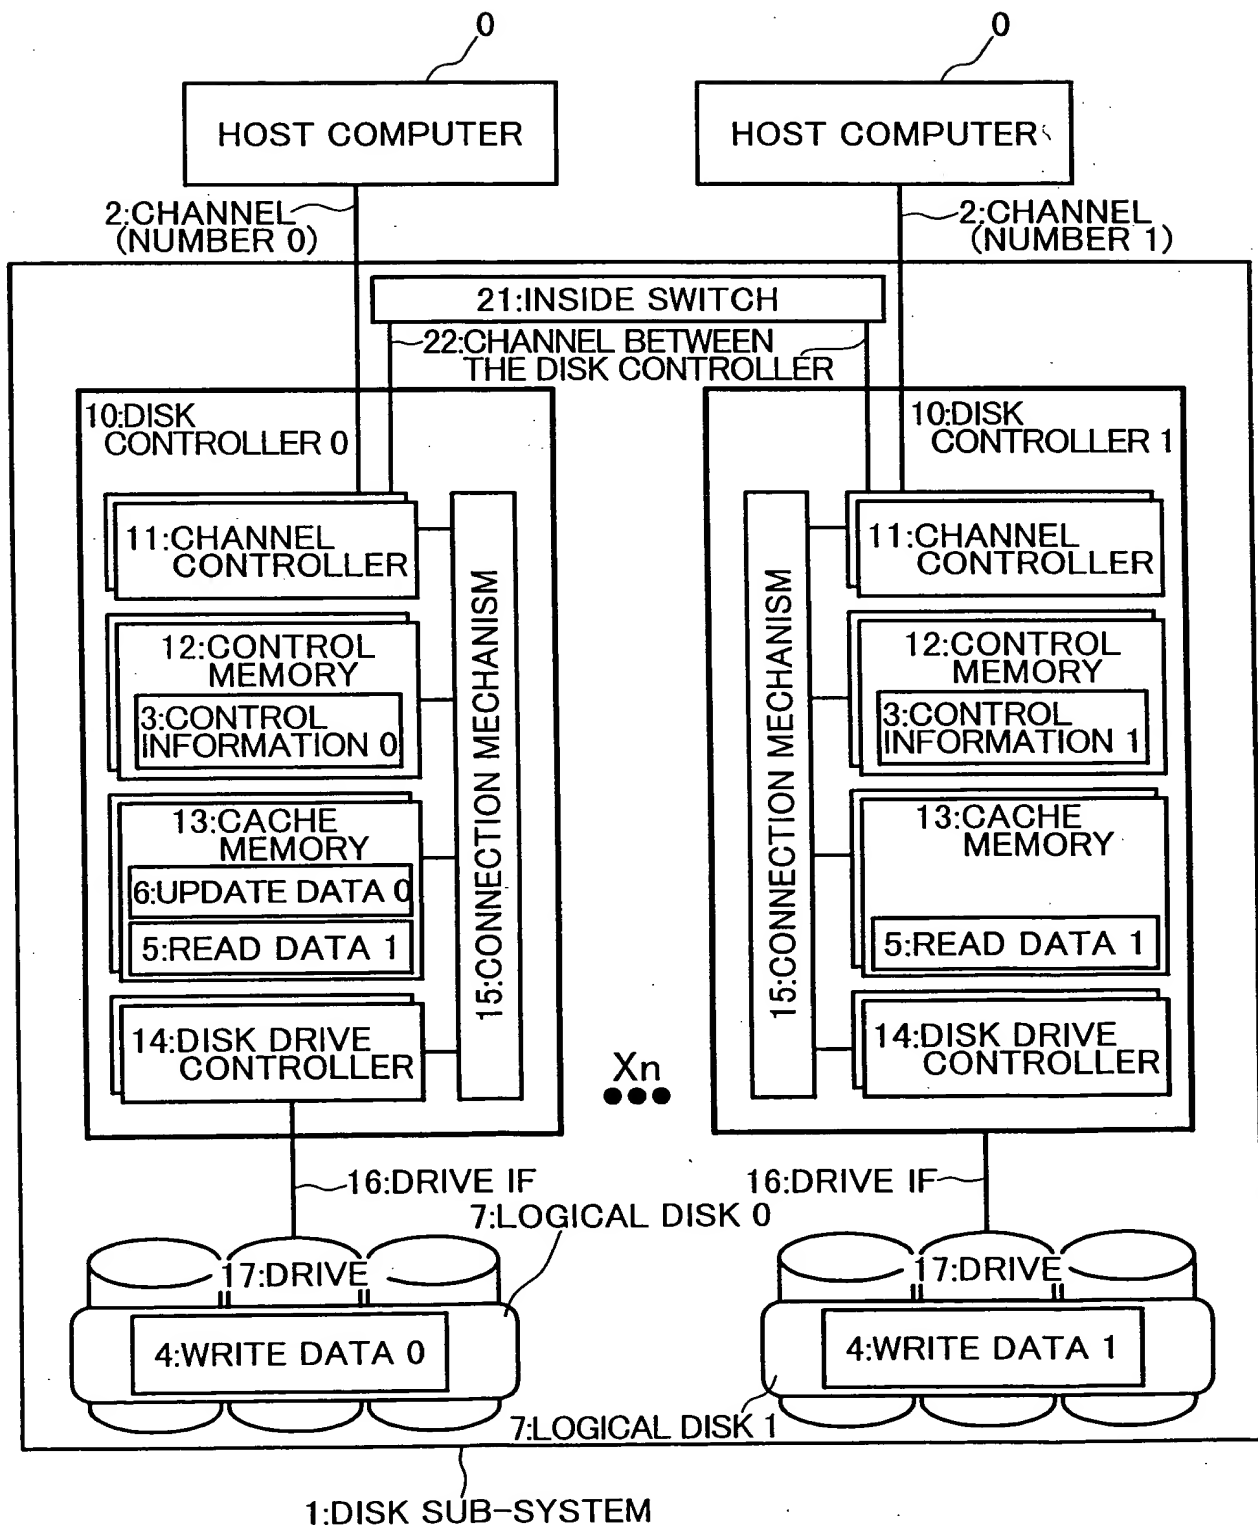 0
0
HOST COMPUTER
HOST COMPUTER
2:CHANNEL
(NUMBER 0)
2:CHANNEL
(NUMBER 1)
21:INSIDE SWITCH
22:CHANNEL BETWEEN
THE DISK CONTROLLER
10:DISK
CONTROLLER 0
11:CHANNEL
CONTROLLER
12:CONTROL
MEMORY
3:CONTROL
INFORMATION 0
13:CACHE
MEMORY
6:UPDATE DATA 0
5:READ DATA 1
14:DISK DRIVE
CONTROLLER
15:CONNECTION MECHANISM
Xn
10:DISK
CONTROLLER 1
15:CONNECTION MECHANISM
11:CHANNEL
CONTROLLER
12:CONTROL
MEMORY
3:CONTROL
INFORMATION 1
13:CACHE
MEMORY
5:READ DATA 1
14:DISK DRIVE
CONTROLLER
16:DRIVE IF
16:DRIVE IF
7:LOGICAL DISK 0
17:DRIVE
17:DRIVE
4:WRITE DATA 0
4:WRITE DATA 1
7:LOGICAL DISK 1
1:DISK SUB-SYSTEM